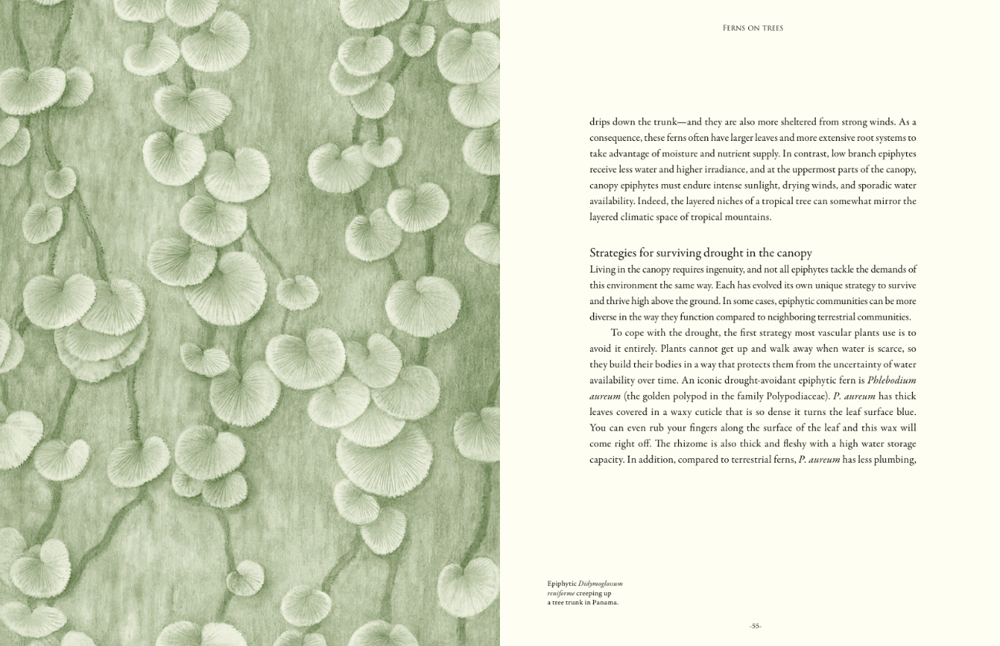 Ferns on trees
drips down the trunk—and they are also more sheltered from strong winds. As a
consequence, these ferns often have larger leaves and more extensive root systems to
take advantage of moisture and nutrient supply. In contrast, low branch epiphytes
receive less water and higher irradiance, and at the uppermost parts of the canopy,
canopy epiphytes must endure intense sunlight, drying winds, and sporadic water
availability. Indeed, the layered niches of a tropical tree can somewhat mirror the
layered climatic space of tropical mountains.
Strategies for surviving drought in the canopy
Living in the canopy requires ingenuity, and not all epiphytes tackle the demands of
this environment the same way. Each has evolved its own unique strategy to survive
and thrive high above the ground. In some cases, epiphytic communities can be more
diverse in the way they function compared to neighboring terrestrial communities.
To cope with the drought, the first strategy most vascular plants use is to
avoid it entirely. Plants cannot get up and walk away when water is scarce, so
they build their bodies in a way that protects them from the uncertainty of water
availability over time. An iconic drought-avoidant epiphytic fern is Phlebodium
aureum (the golden polypod in the family Polypodiaceae). P. aureum has thick
leaves covered in a waxy cuticle that is so dense it turns the leaf surface blue.
You can even rub your fingers along the surface of the leaf and this wax will
come right off. The rhizome is also thick and fleshy with a high water storage
capacity. In addition, compared to terrestrial ferns, P. aureum has less plumbing,
Epiphytic Didymoglossum
reniforme creeping up
a tree trunk in Panama.
-55-